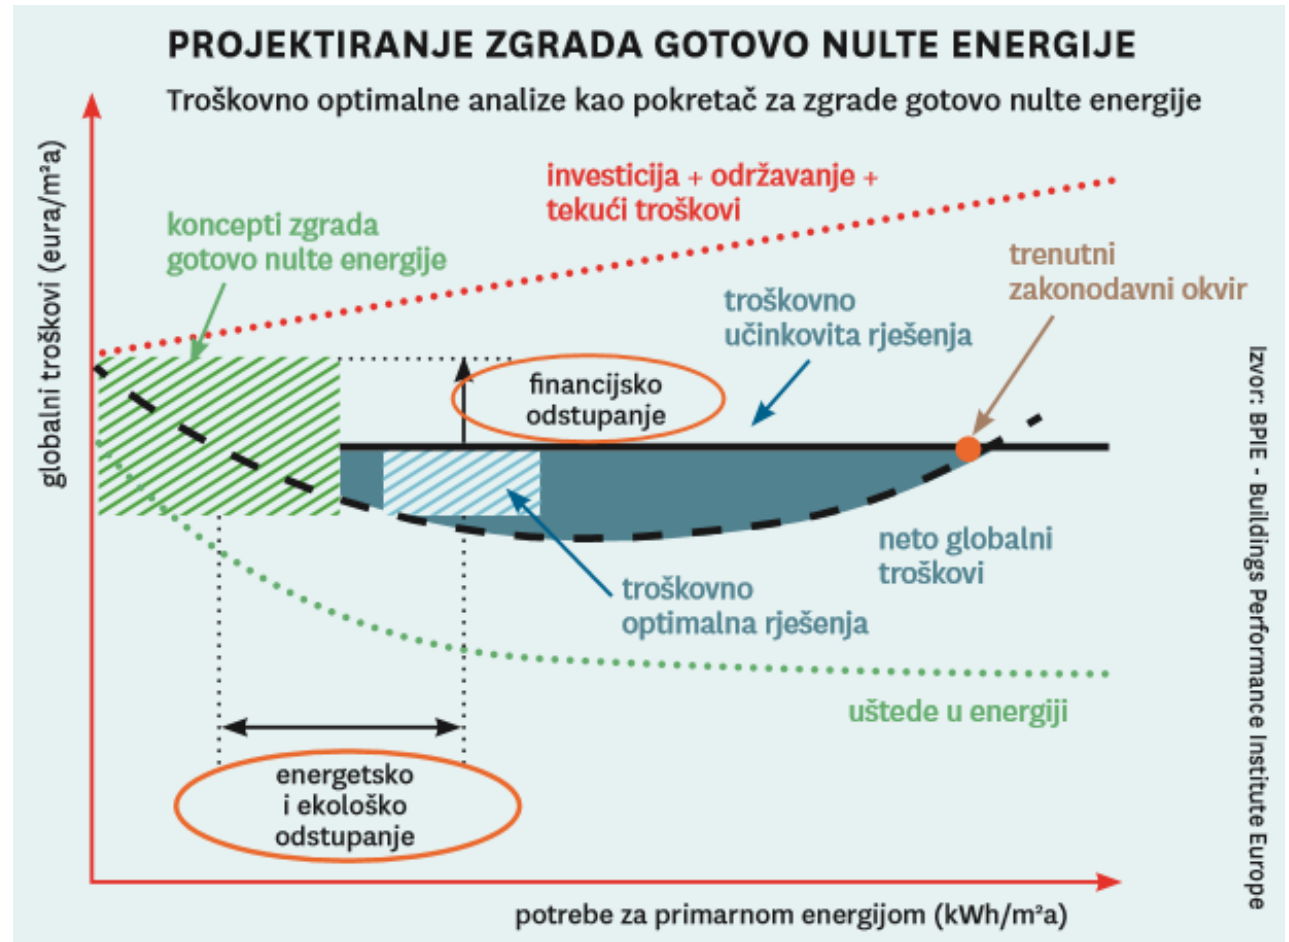 PROJEKTIRANJE ZGRADA GOTOVO NULTE ENERGIJE
Troškovno optimalne analize kao pokretač za zgrade gotovo nulte energije
globalni troškovi (eura/m²a)
investicija + održavanje +
tekući troškovi
koncepti zgrada
gotovo nulte energije
trenutni
zakonodavni okvir
troškovno
učinkovita rješenja
financijsko
odstupanje
neto globalni
troškovi
troškovno
optimalna rješenja
uštede u energiji
energetsko
i ekološko
odstupanje
potrebe za primarnom energijom (kWh/m²a)
Izvor: BPIE - Buildings Performance Institute Europe